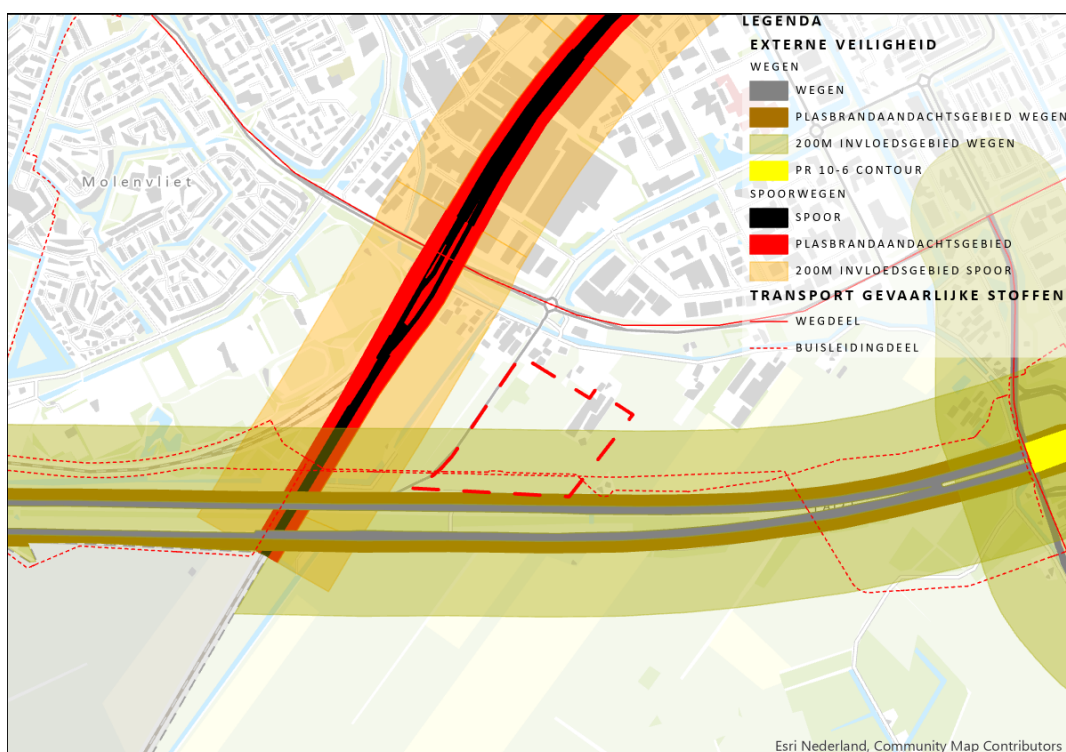 LEGENDA
EXTERNE VEILIGHEID
WEGEN
WEGEN
PLASBRANDAANDACHTSGEBIED WEGEN
200M INVLOEDSGEBIED WEGEN
PR 10-6 CONTOUR
SPOORWEGEN
SPOOR
PLASBRANDAANDACHTSGEBIED
200M INVLOEDSGEBIED SPOOR
TRANSPORT GEVAARLIJKE STOFFEN
WEGDEEL
BUISLEIDINGDEEL
Molenvliet
Esri Nederland, Community Map Contributors